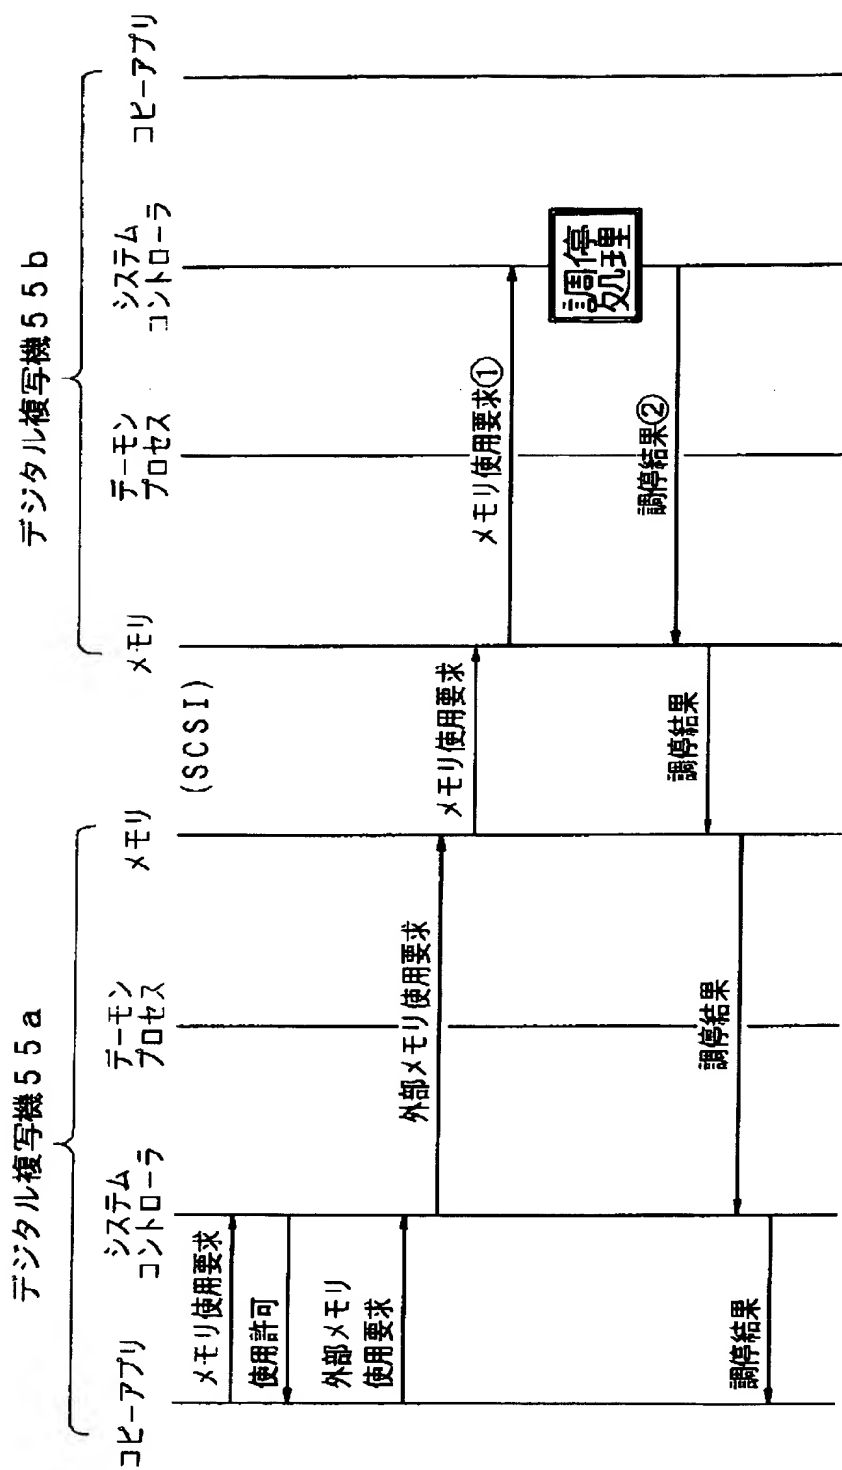 デジタル複写機55a
デジタル複写機55b
コピーアプリ
システム
コントローラ
デーモン
プロセス
メモリ
(SCSI)
メモリ
デーモン
プロセス
システム
コントローラ
コピーアプリ
メモリ使用要求
使用許可
外部メモリ
使用要求
外部メモリ使用要求
メモリ使用要求
メモリ使用要求①
調停
処理
調停結果②
調停結果
調停結果
調停結果